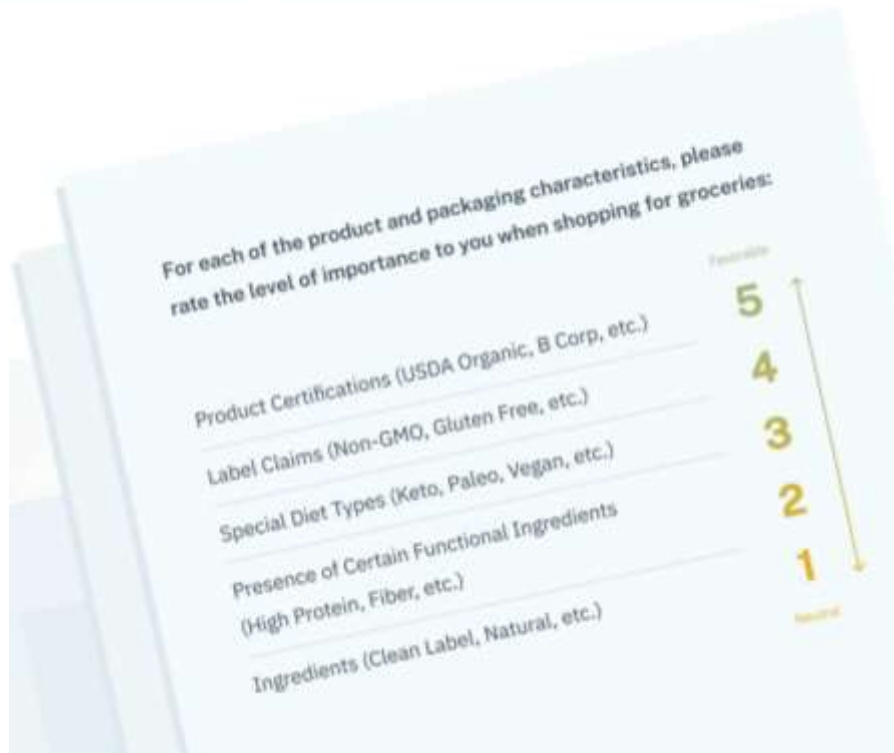 For each of the product and packaging characteristics, please
rate the level of importance to you when shopping for groceries:
Favorable
5
Product Certifications (USDA Organic, B Corp, etc.)
4
Label Claims (Non-GMO, Gluten Free, etc.)
3
Special Diet Types (Keto, Paleo, Vegan, etc.)
2
Presence of Certain Functional Ingredients
(High Protein, Fiber, etc.)
1
Ingredients (Clean Label, Natural, etc.)
Neutral